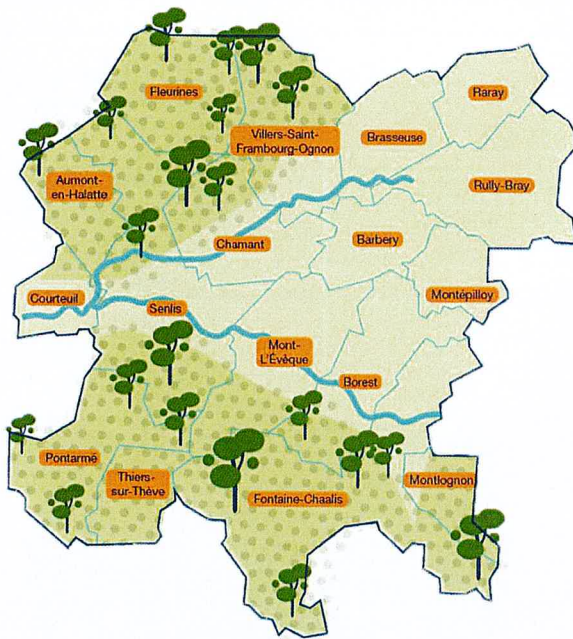 Fleurines
Raray
Villers-Saint-
Frambourg-Ognon
Brasseuse
Aumont-
en-Halatte
Rully-Bray
Chamant
Barbery
Courteuil
Senlis
Montépilloy
Mont-
L'Évêque
Borest
Pontarmé
Thiers-
sur-Thève
Fontaine-Chaalis
Montlognon